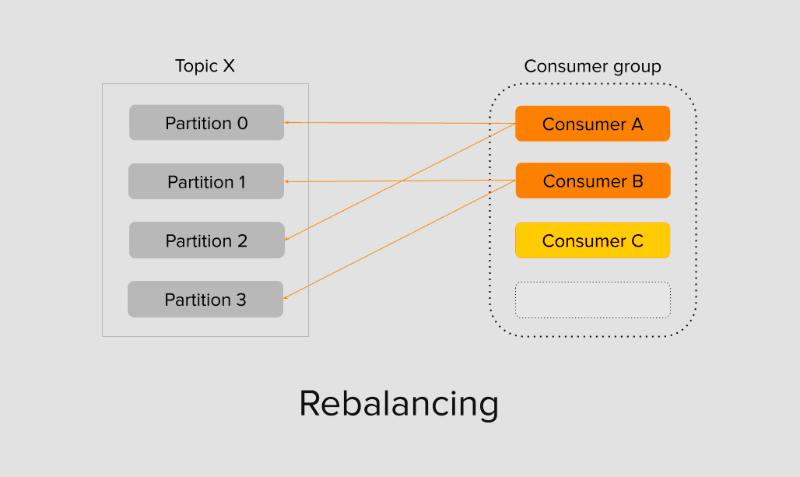 Topic X
Partition 0
Partition 1
Partition 2
Partition 3
Consumer group
Consumer A
Consumer B
Consumer C
Rebalancing